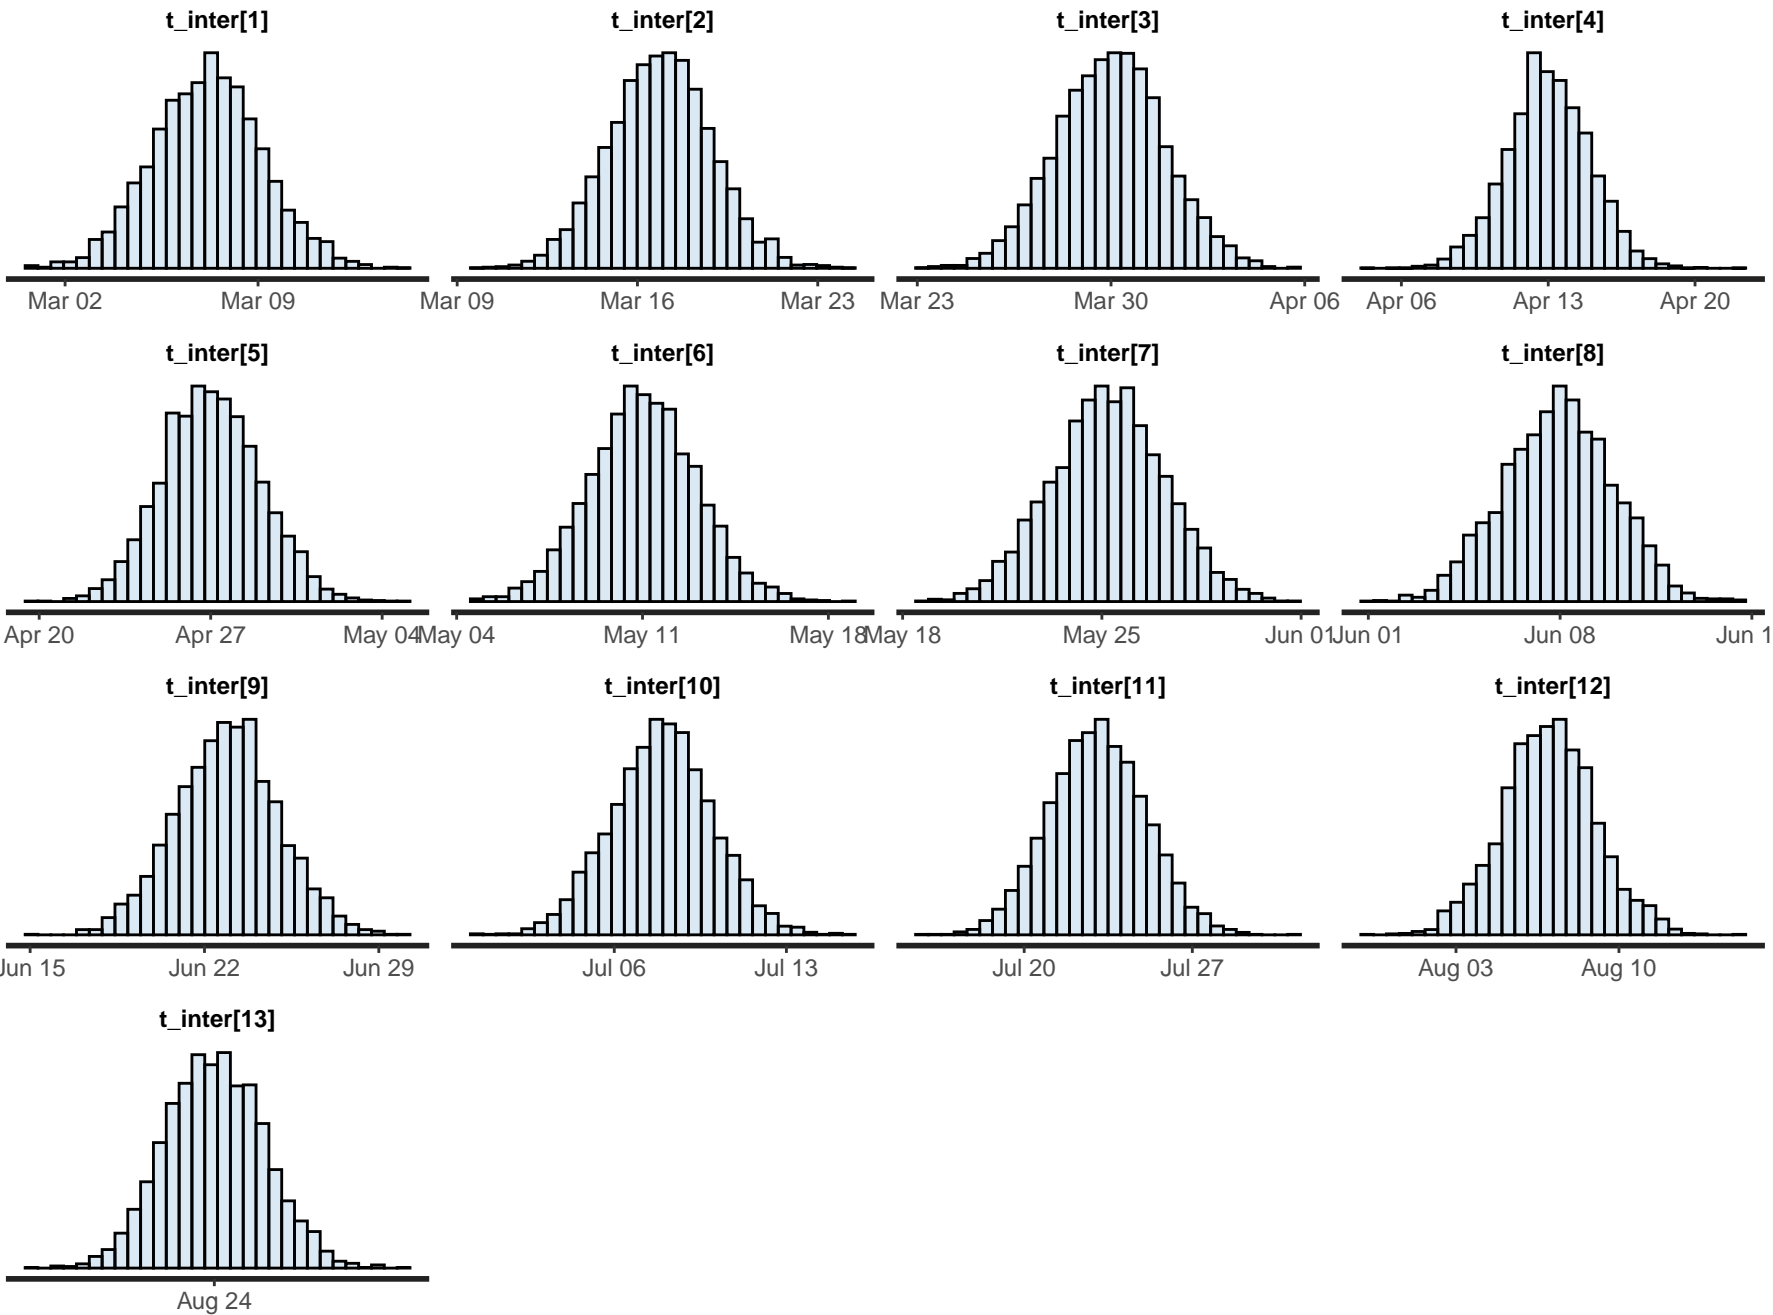 t_inter[1] t_inter[2] t_inter[3] t_inter[4]
Mar 02 Mar 09 Mar 09 Mar 16 Mar 23 Mar 23 Mar 30 Apr 06 Apr 06 Apr 13 Apr 20
t_inter[5] t_inter[6] t_inter[7] t_inter[8]
Apr 20 Apr 27 May 04 May 04 May 11 May 18 May 18 May 25 Jun 01 Jun 01 Jun 08 Jun 1
t_inter[9] t_inter[10] t_inter[11] t_inter[12]
Jun 15 Jun 22 Jun 29 Jul 06 Jul 13 Jul 20 Jul 27 Aug 03 Aug 10
t_inter[13]
Aug 24